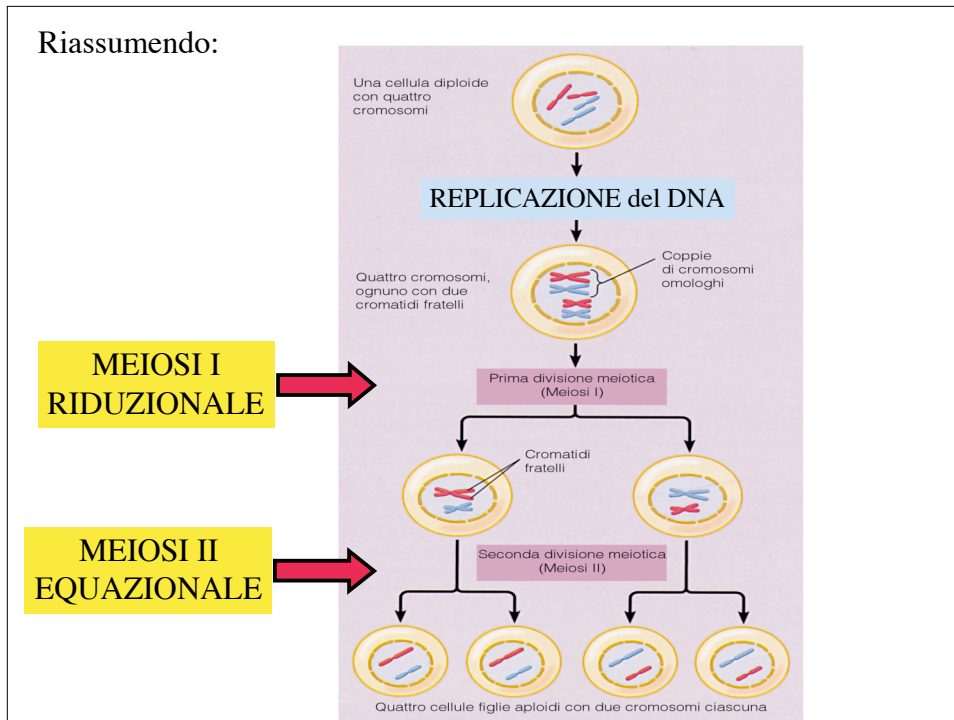 Riassumendo:
Una cellula diploide
con quattro
cromosomi
REPLICAZIONE del DNA
Coppie
di cromosomi
omologhi
Quattro cromosomi,
ognuno con due
cromatidi fratelli
MEIOSI I
RIDUZIONALE
Prima divisione meiotica
(Meiosi I)
Cromatidi
fratelli
MEIOSI II
EQUAZIONALE
Seconda divisione meiotica
(Meiosi II)
Quattro cellule figlie aploidi con due cromosomi ciascuna